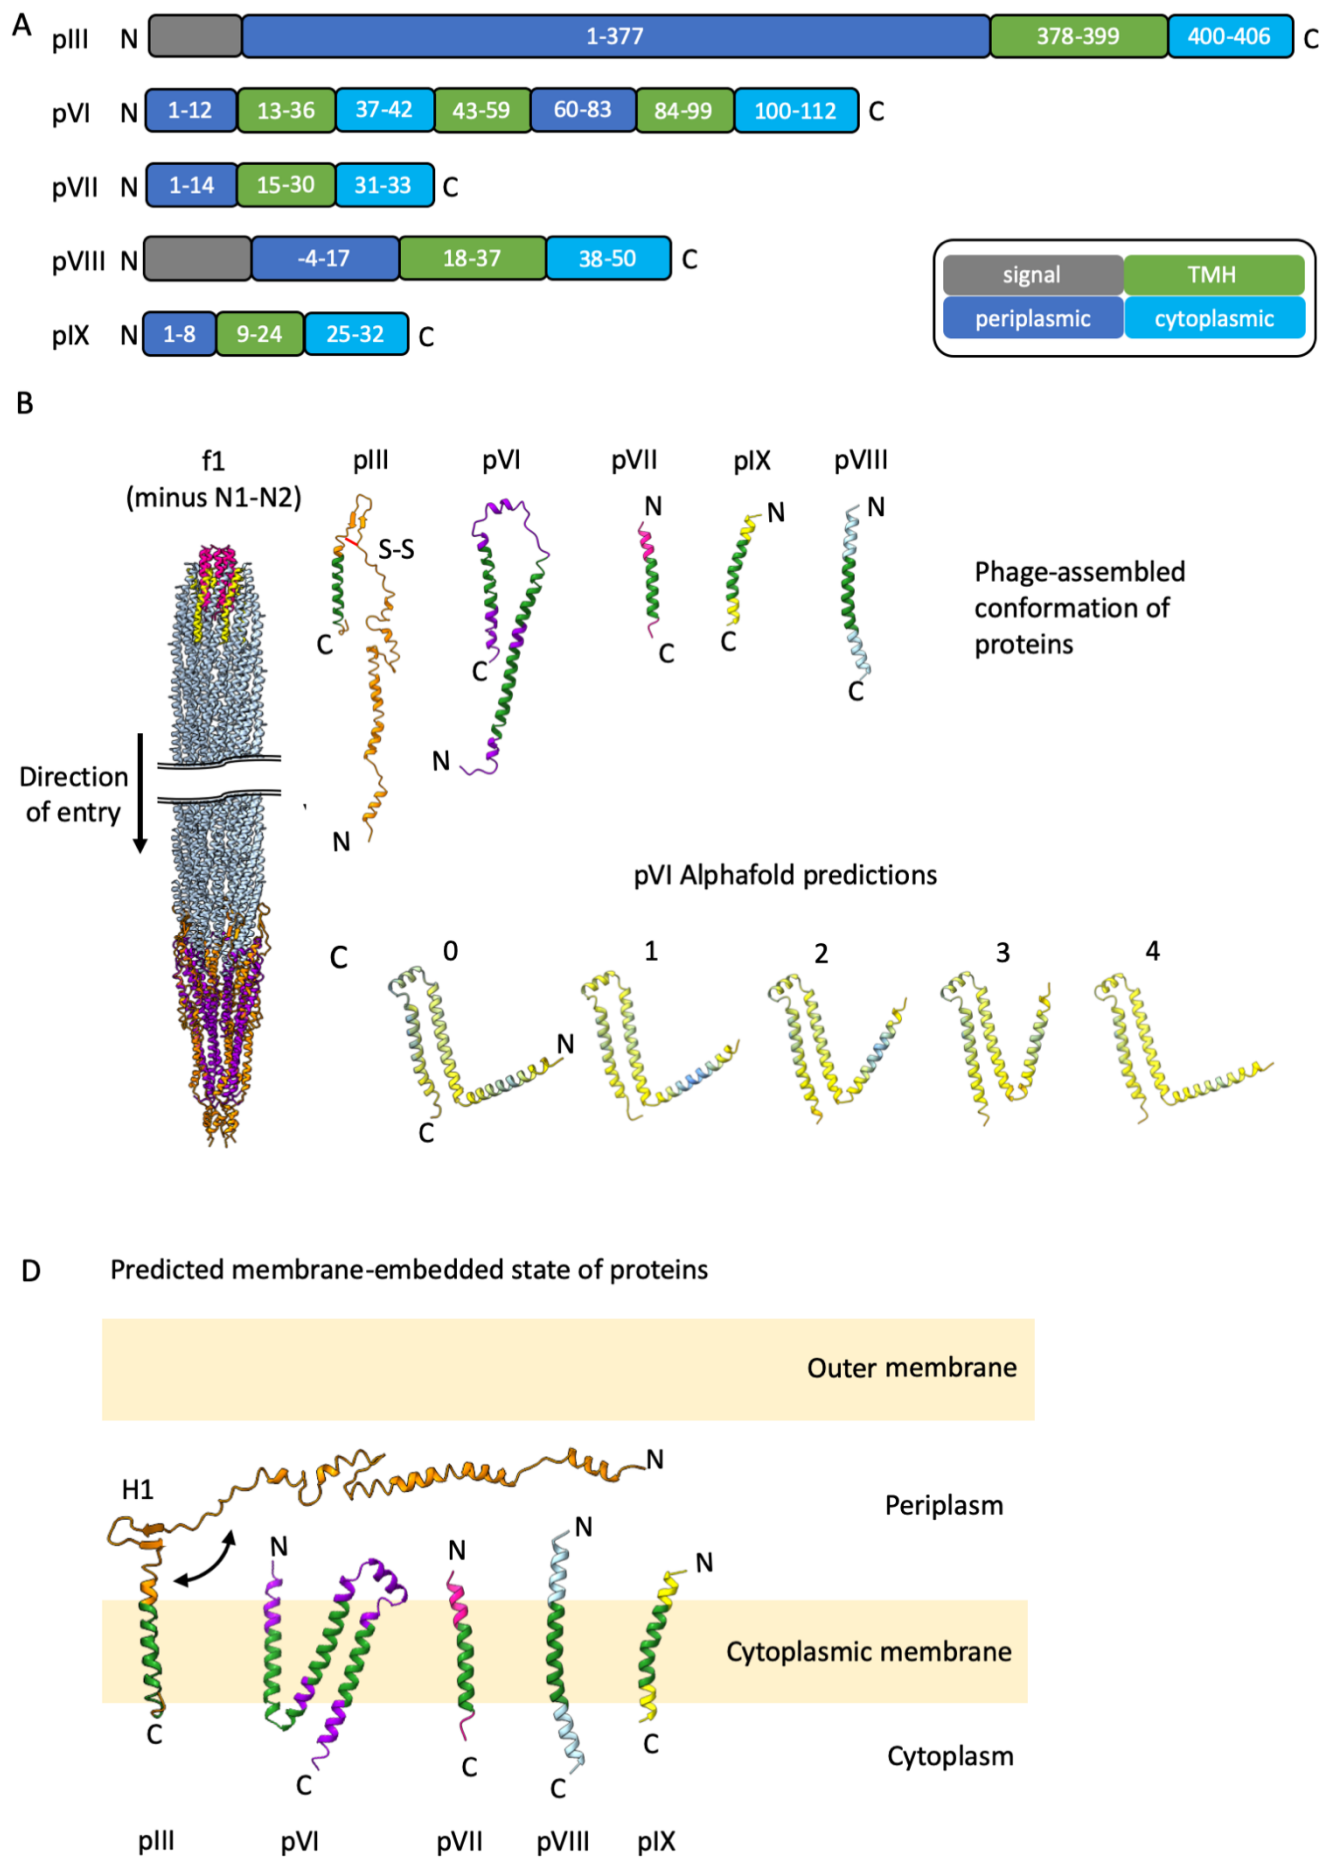 A
pIII N 1-377 378-399 400-406 C
pVI N 1-12 13-36 37-42 43-59 60-83 84-99 100-112 C
pVII N 1-14 15-30 31-33 C
pVIII N -4-17 18-37 38-50 C
pIX N 1-8 9-24 25-32 C
signal TMH
periplasmic cytoplasmic
B
f1
(minus N1-N2)
pIII pVI pVII pIX pVIII
N N N
S-S
C C C C C
N
N
Phage-assembled
conformation of
proteins
Direction
of entry
pVI Alphafold predictions
C 0 1 2 3 4
N
C
D Predicted membrane-embedded state of proteins
Outer membrane
H1
N
Periplasm
N N N N
Cytoplasmic membrane
C C C C C
Cytoplasm
pIII pVI pVII pVIII pIX